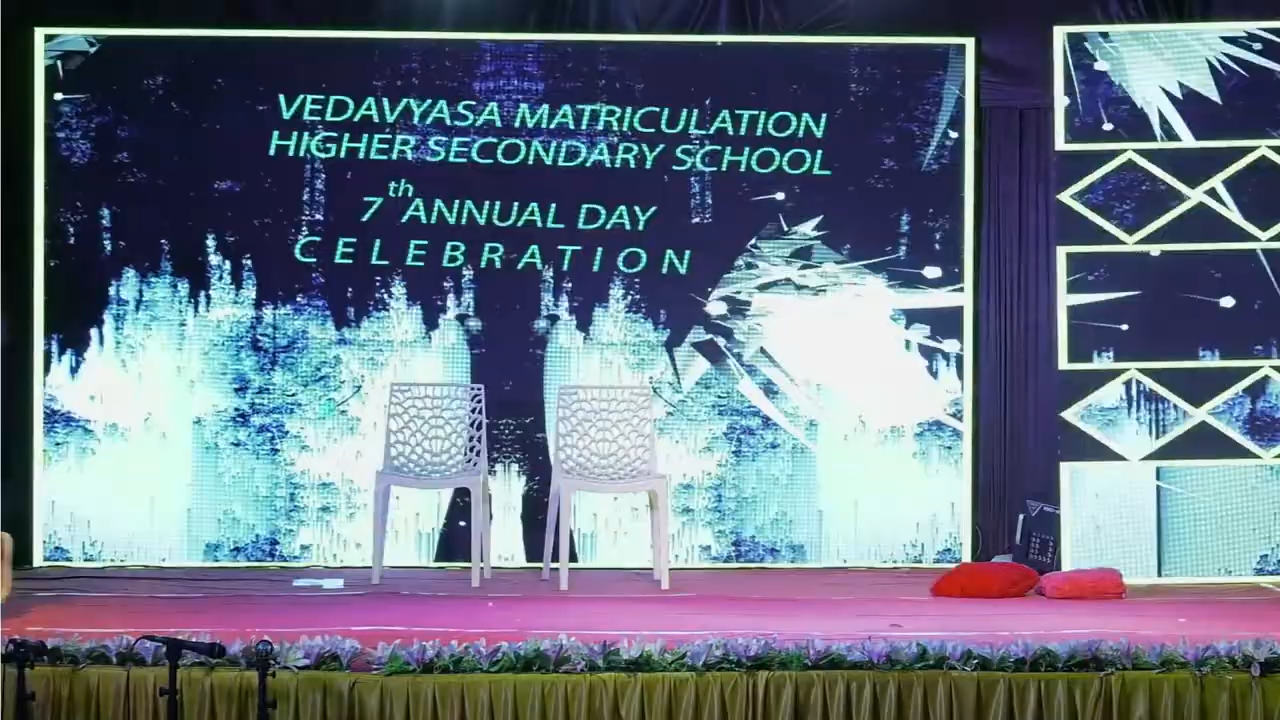 VEDAVYASA MATRICULATION
HIGHER SECONDARY SCHOOL
7th ANNUAL DAY
CELEBRATION